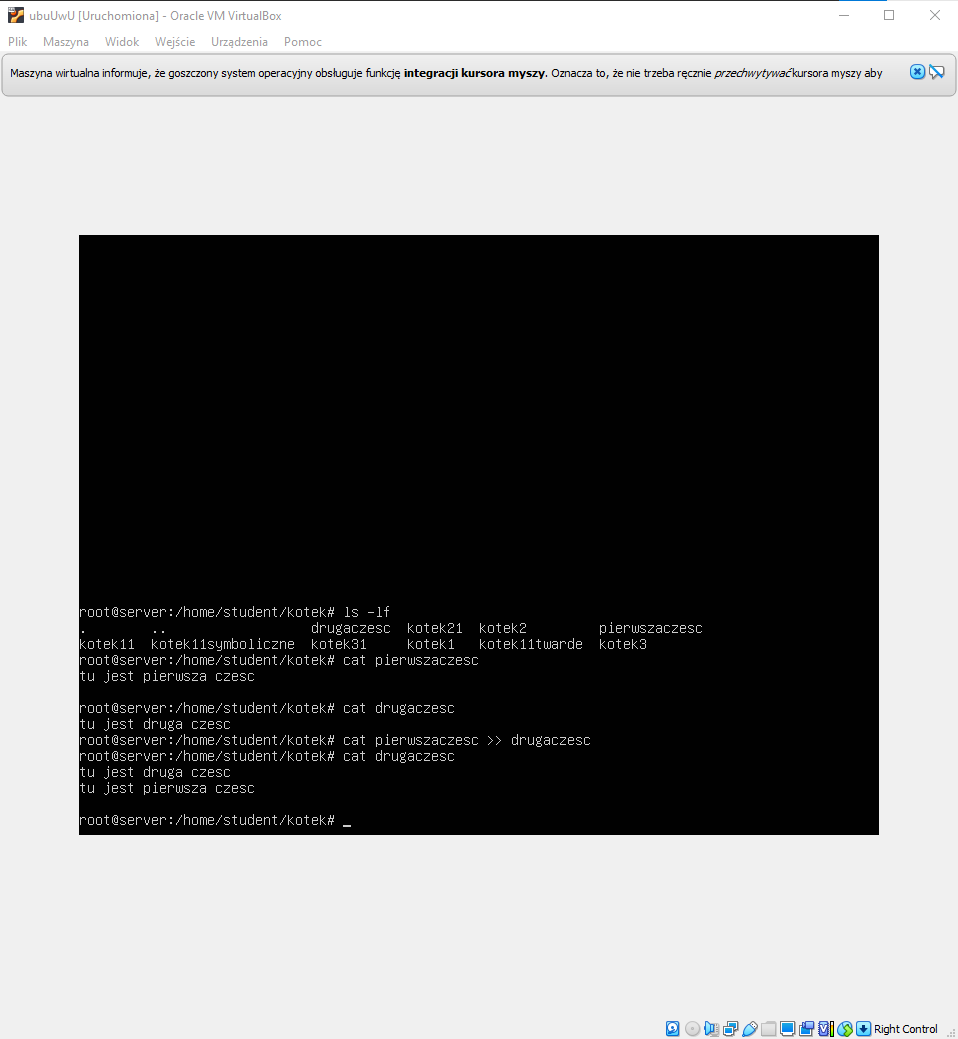 ubuUwU [Uruchomiona] - Oracle VM VirtualBox
Plik Maszyna Widok Wejście Urządzenia Pomoc
Maszyna wirtualna informuje, że goszczony system operacyjny obsługuje funkcję integracji kursora myszy. Oznacza to, że nie trzeba ręcznie przechwytywać kursora myszy aby
root@server:/home/student/kotek# ls -lf
. .. drugaczesc kotek21 kotek2 pierwszaczesc
kotek11 kotek11symboliczne kotek31 kotek1 kotek11twarde kotek3
root@server:/home/student/kotek# cat pierwszaczesc
tu jest pierwsza czesc
root@server:/home/student/kotek# cat drugaczesc
tu jest druga czesc
root@server:/home/student/kotek# cat pierwszaczesc >> drugaczesc
root@server:/home/student/kotek# cat drugaczesc
tu jest druga czesc
tu jest pierwsza czesc
root@server:/home/student/kotek# _
Right Control